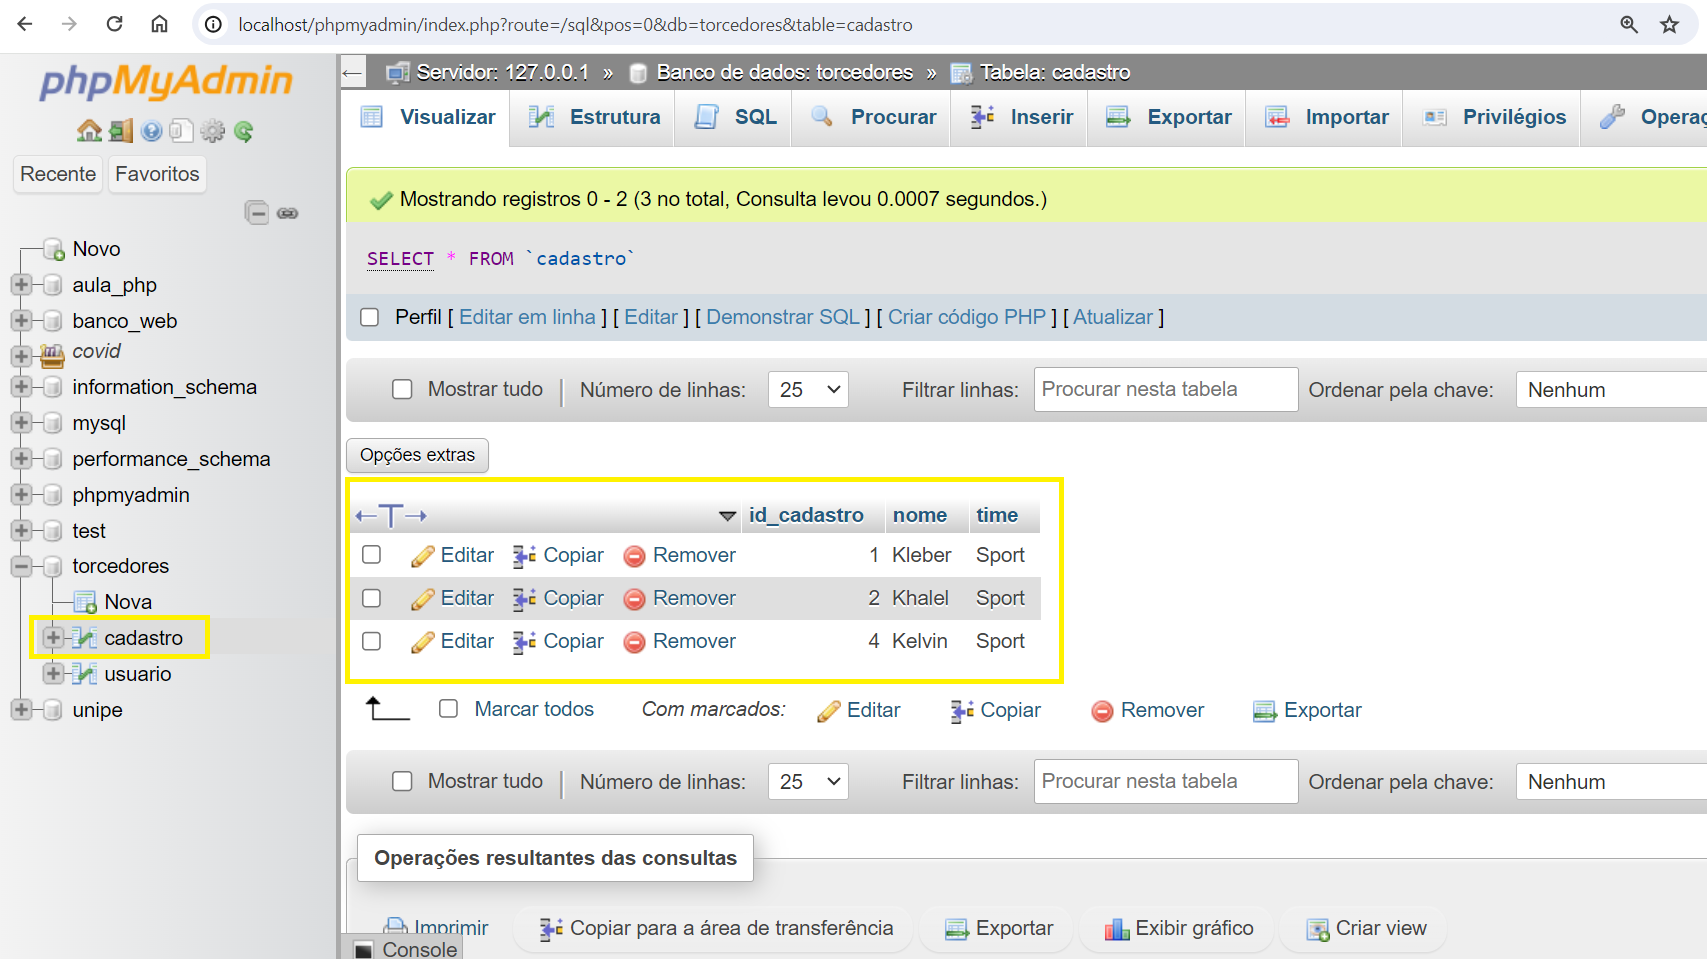 localhost/phpmyadmin/index.php?route=/sql&pos=0&db=torcedores&table=cadastro
phpMyAdmin
Recente Favoritos
Novo
aula_php
banco_web
covid
information_schema
mysql
performance_schema
phpmyadmin
test
torcedores
Nova
cadastro
usuario
unipe
Servidor: 127.0.0.1 » Banco de dados: torcedores » Tabela: cadastro
Visualizar Estrutura SQL Procurar Inserir Exportar Importar Privilégios Operaç
Mostrando registros 0 - 2 (3 no total, Consulta levou 0.0007 segundos.)
SELECT * FROM `cadastro`
Perfil [ Editar em linha ] [ Editar ] [ Demonstrar SQL ] [ Criar código PHP ] [ Atualizar ]
Mostrar tudo | Número de linhas: 25 Filtrar linhas: Procurar nesta tabela Ordenar pela chave: Nenhum
Opções extras
←T→ id_cadastro nome time
Editar Copiar Remover 1 Kleber Sport
Editar Copiar Remover 2 Khalel Sport
Editar Copiar Remover 4 Kelvin Sport
Marcar todos Com marcados: Editar Copiar Remover Exportar
Mostrar tudo | Número de linhas: 25 Filtrar linhas: Procurar nesta tabela Ordenar pela chave: Nenhum
Operações resultantes das consultas
Imprimir Copiar para a área de transferência Exportar Exibir gráfico Criar view
Console